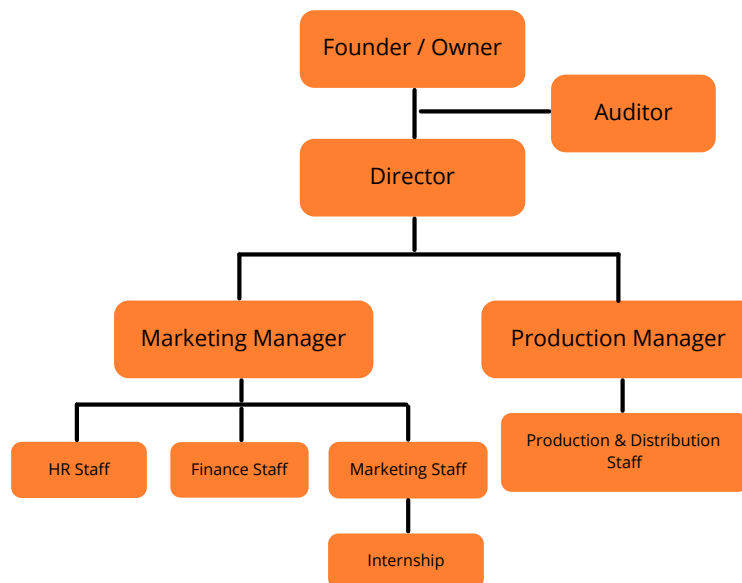 Founder / Owner
Auditor
Director
Marketing Manager
Production Manager
HR Staff
Finance Staff
Marketing Staff
Production & Distribution
Staff
Internship